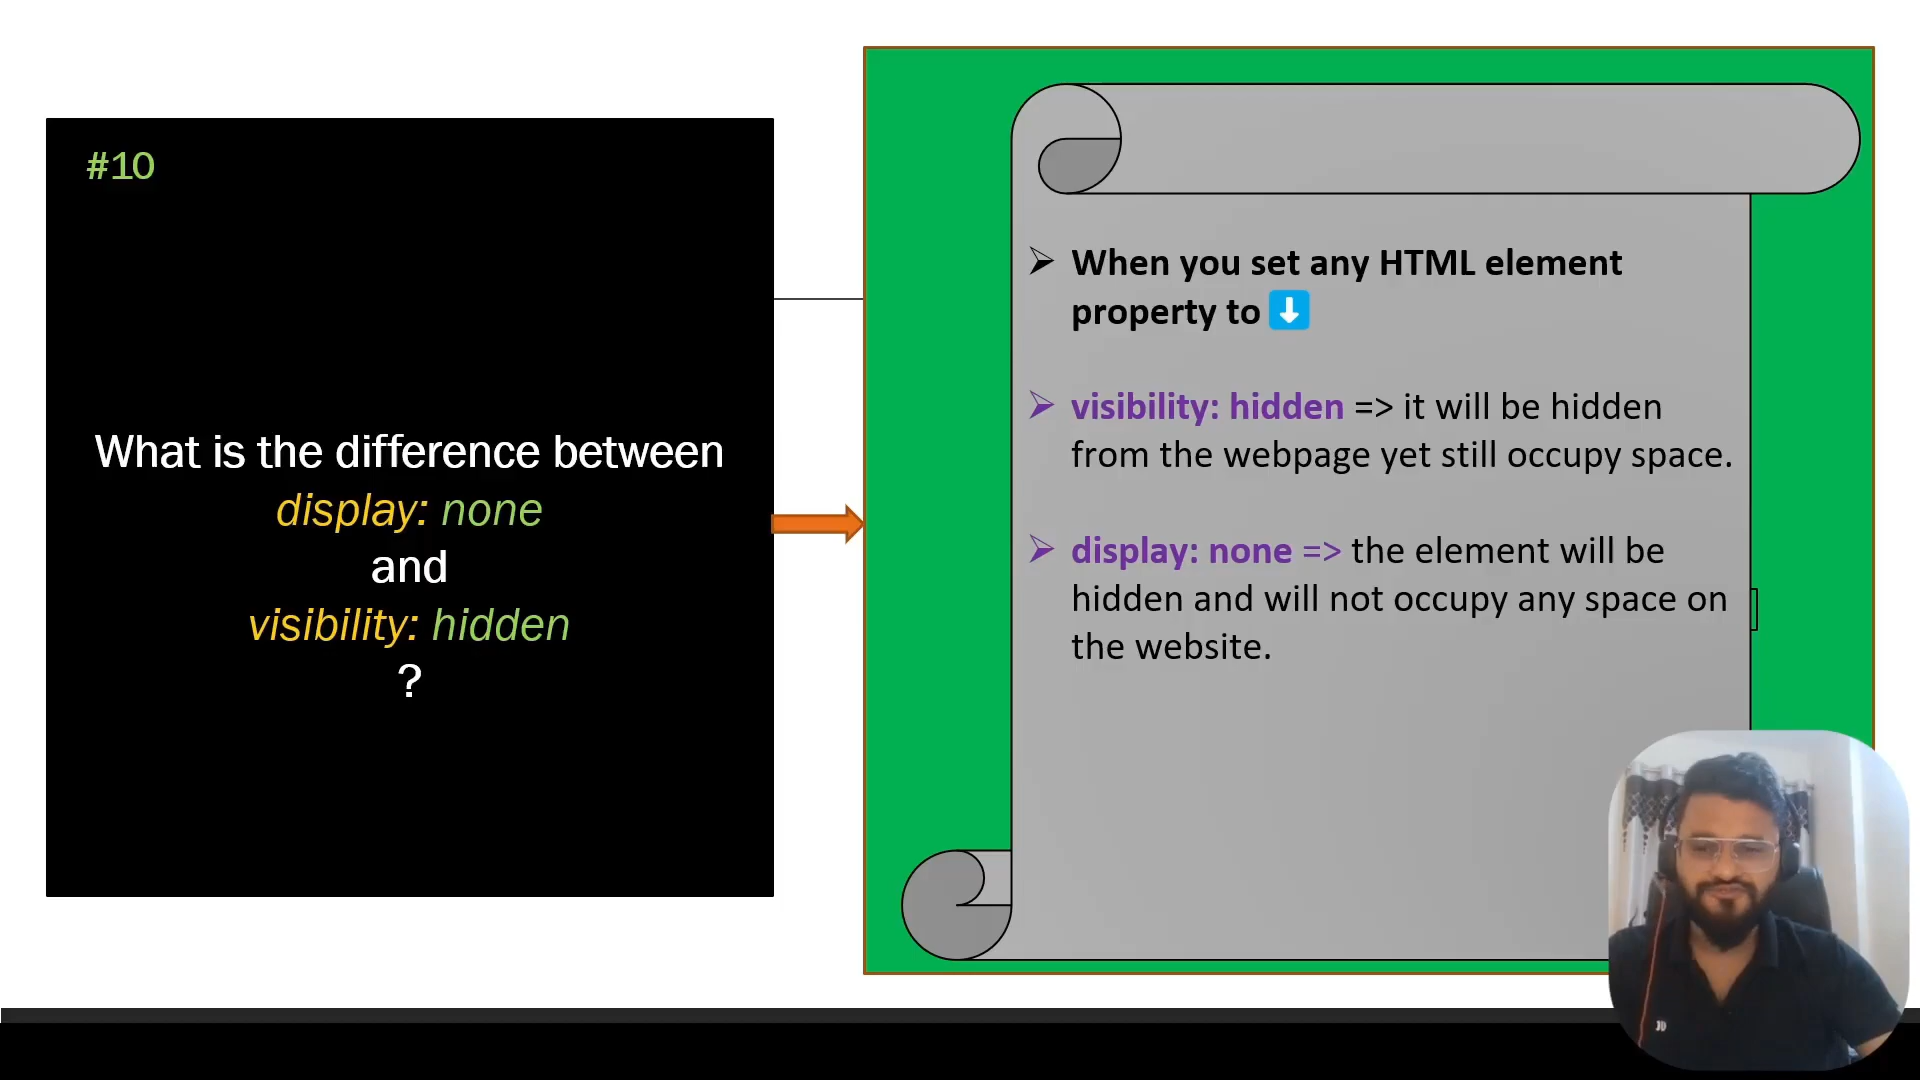 #10
What is the difference between
display: none
and
visibility: hidden
?
➢ When you set any HTML element
property to ⬇
➢ visibility: hidden => it will be hidden
from the webpage yet still occupy space.
➢ display: none => the element will be
hidden and will not occupy any space on
the website.
JD